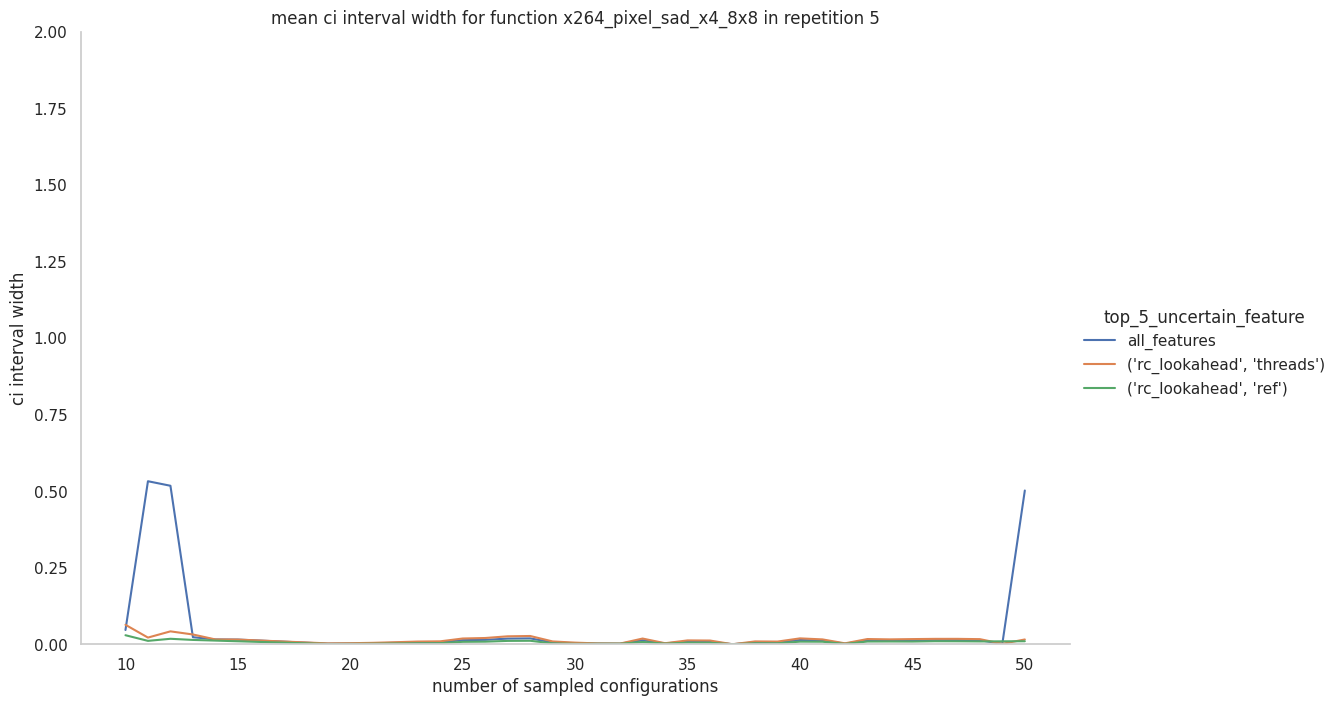 mean ci interval width for function x264_pixel_sad_x4_8x8 in repetition 5
2.00
1.75
1.50
1.25
1.00
0.75
0.50
0.25
0.00
ci interval width
10
15
20
25
30
35
40
45
50
number of sampled configurations
top_5_uncertain_feature
all_features
('rc_lookahead', 'threads')
('rc_lookahead', 'ref')